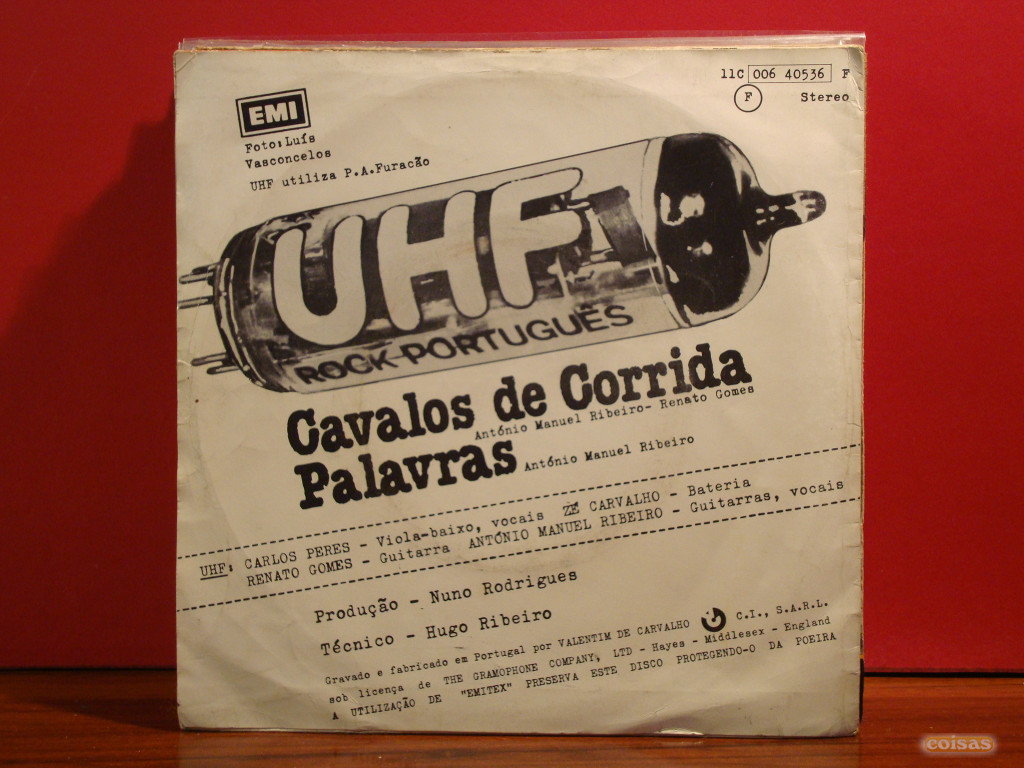 11C 006 40536 F
F Stereo
EMI
Foto:Luís
Vasconcelos
UHF utiliza P.A.Furacão
UHF
ROCK-PORTUGUÊS
Cavalos de Corrida
António Manuel Ribeiro- Renato Gomes
Palavras
António Manuel Ribeiro
UHF: CARLOS PERES - Viola-baixo, vocais ZÉ CARVALHO - Bateria
RENATO GOMES - Guitarra ANTÓNIO MANUEL RIBEIRO - Guitarras, vocais
Produção - Nuno Rodrigues
Técnico - Hugo Ribeiro
Gravado e fabricado em Portugal por VALENTIM DE CARVALHO C.I., S.A.R.L.
sob licença de THE GRAMOPHONE COMPANY, LTD - Hayes - Middlesex - England
A UTILIZAÇÃO DE "EMITEX" PRESERVA ESTE DISCO PROTEGENDO-O DA POEIRA
coisas